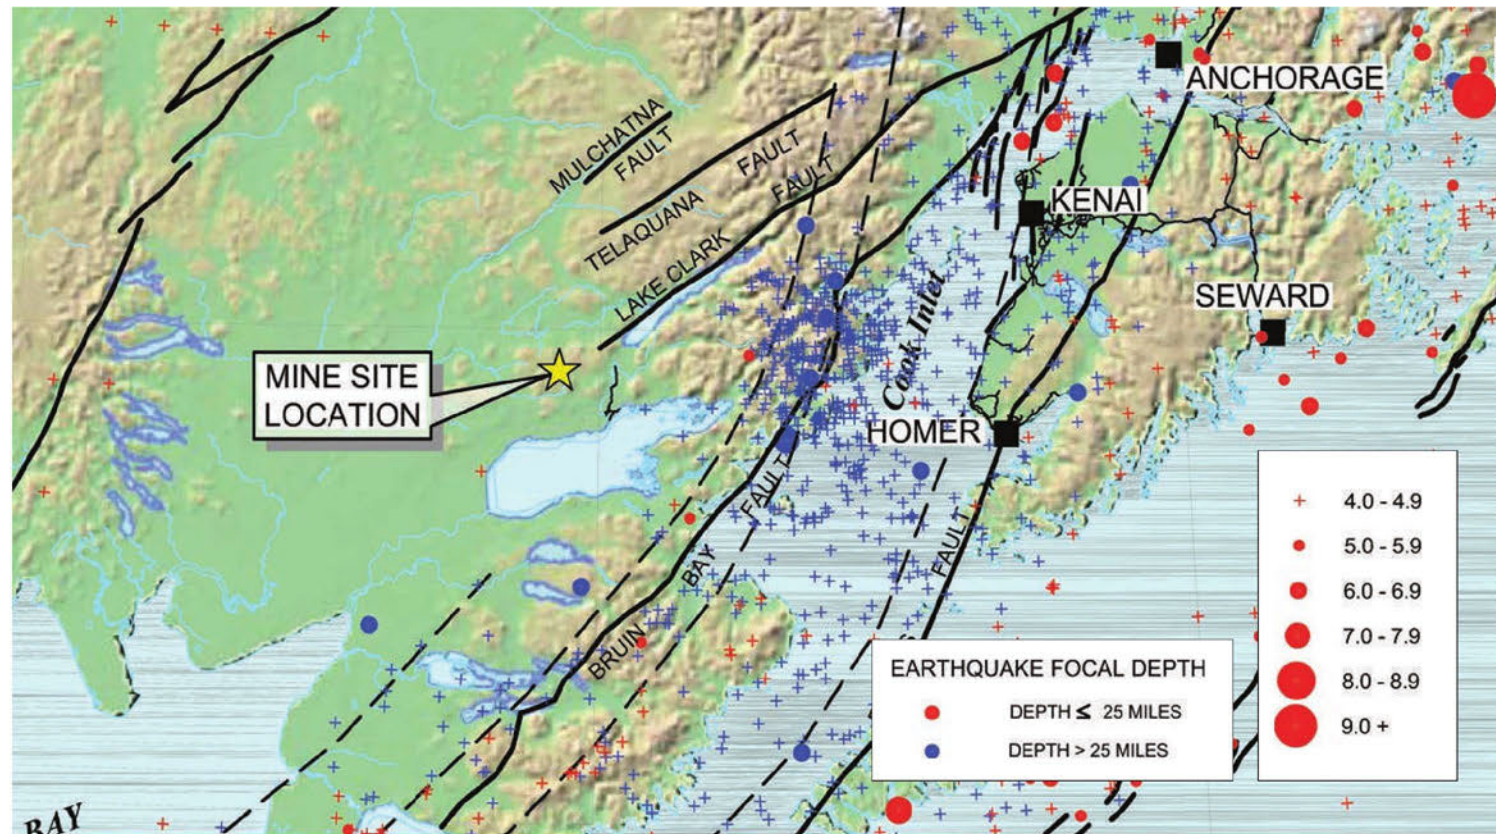 ANCHORAGE
MULCHATNA
FAULT
FAULT
FAULT
TELAQUANA
LAKE CLARK
KENAI
SEWARD
Cook Inlet
MINE SITE
LOCATION
HOMER
FAULT
BAY
BRUIN
FAULT
S
EARTHQUAKE FOCAL DEPTH
DEPTH ≤ 25 MILES
DEPTH > 25 MILES
4.0 - 4.9
5.0 - 5.9
6.0 - 6.9
7.0 - 7.9
8.0 - 8.9
9.0 +
BAY